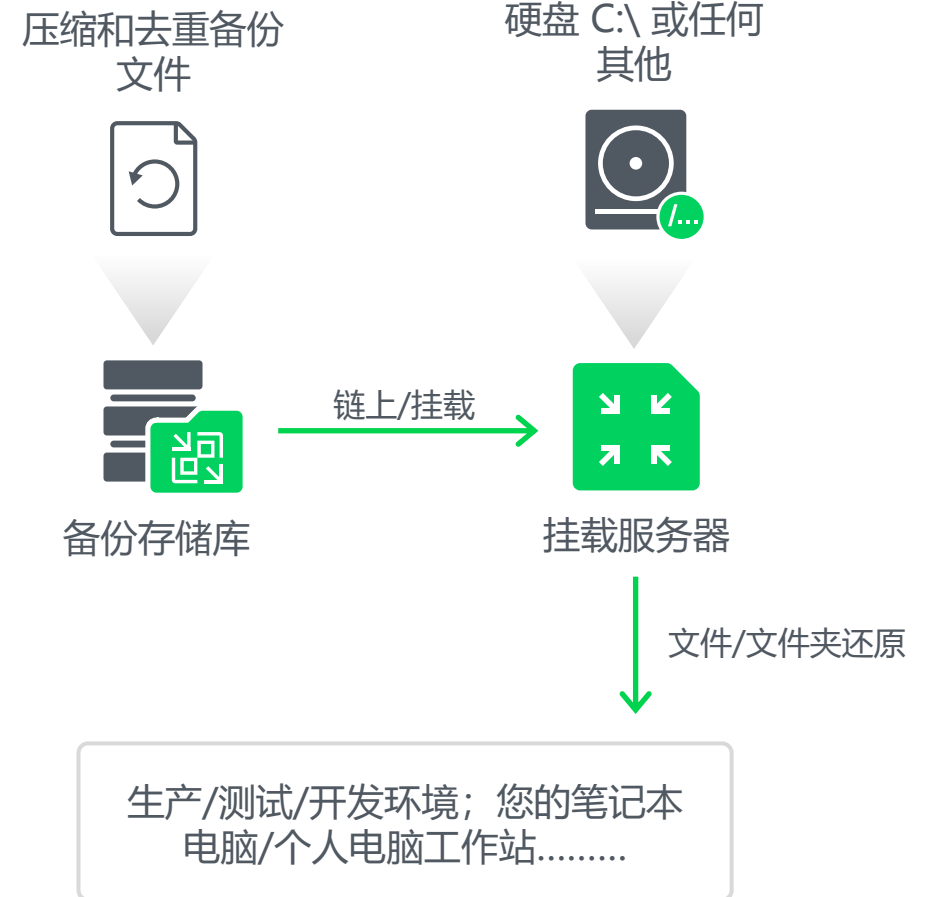 压缩和去重备份
文件
硬盘 C:\ 或任何
其他
/...
链上/挂载
备份存储库
挂载服务器
文件/文件夹还原
生产/测试/开发环境；您的笔记本
电脑/个人电脑工作站.........